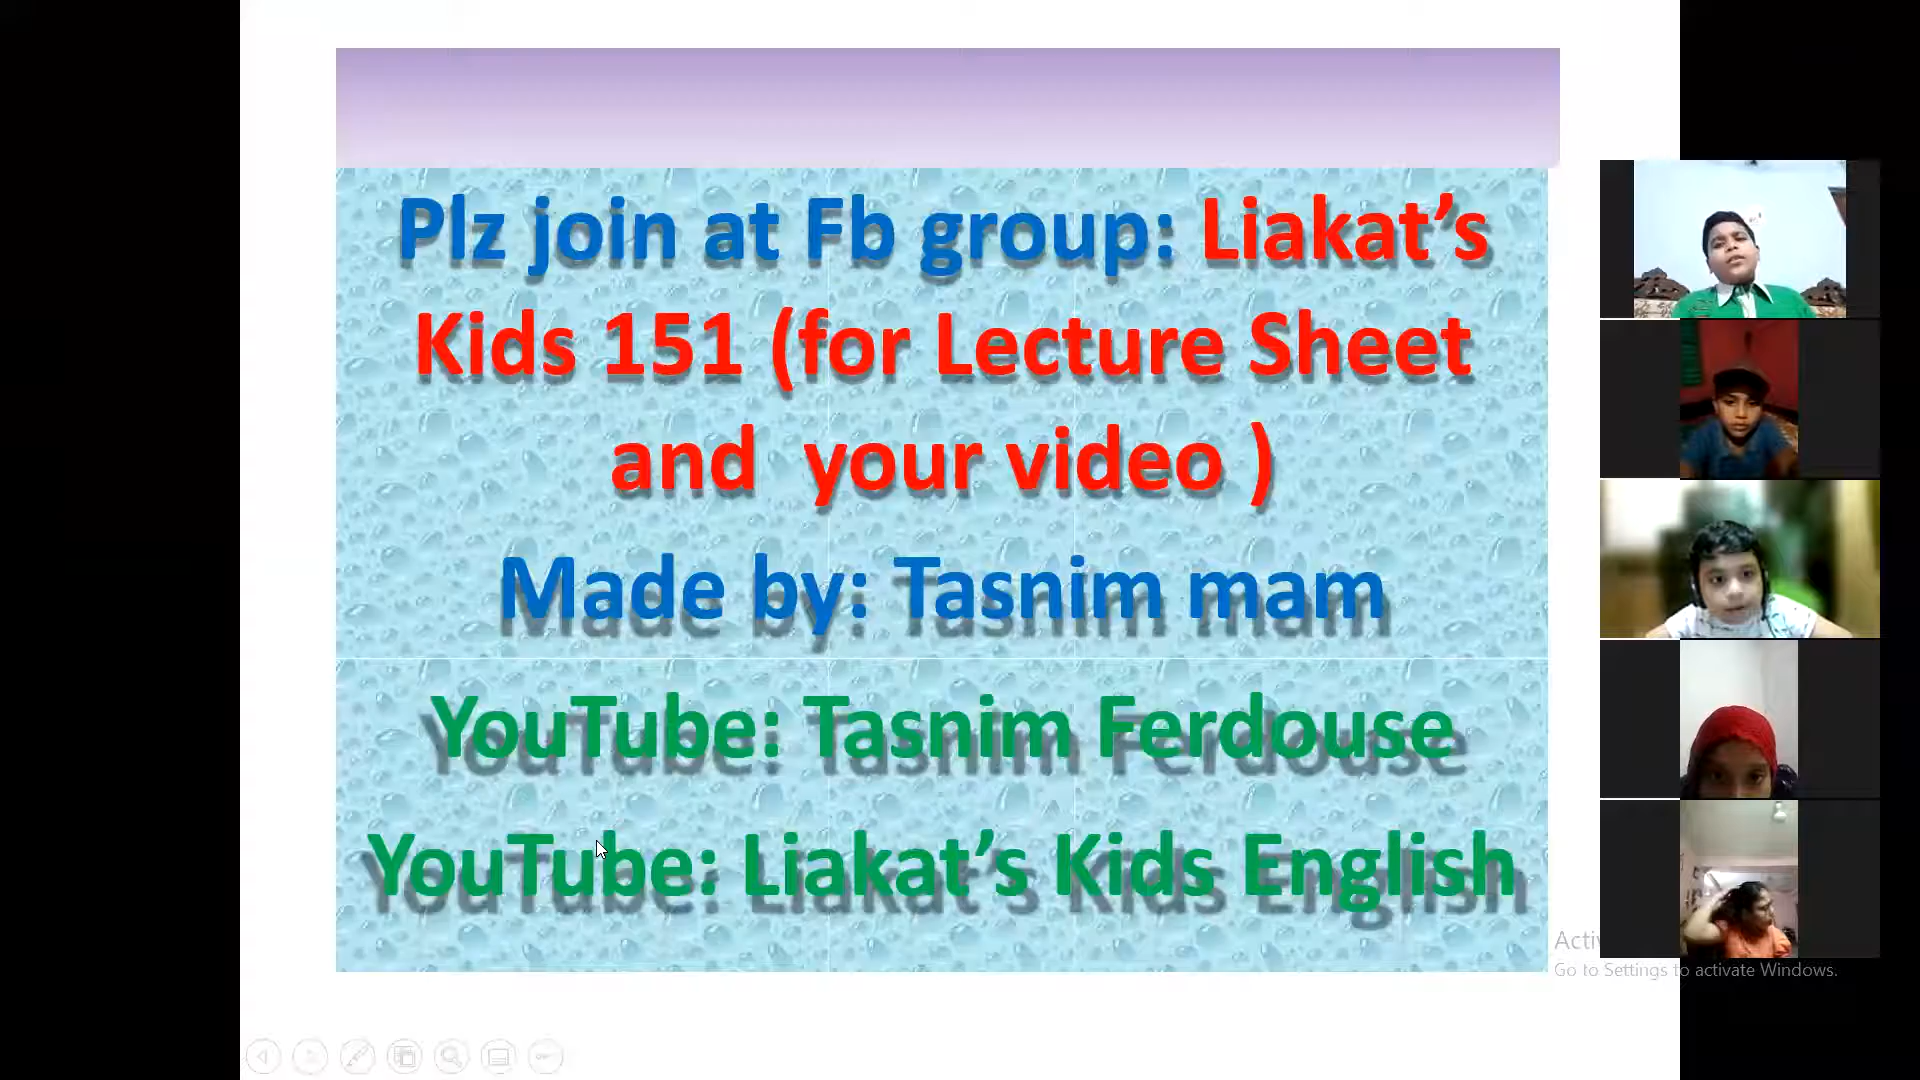 Plz join at Fb group: Liakat’s
Kids 151 (for Lecture Sheet
and your video )
Made by: Tasnim mam
YouTube: Tasnim Ferdouse
YouTube: Liakat’s Kids English
Go to Settings to activate Windows.